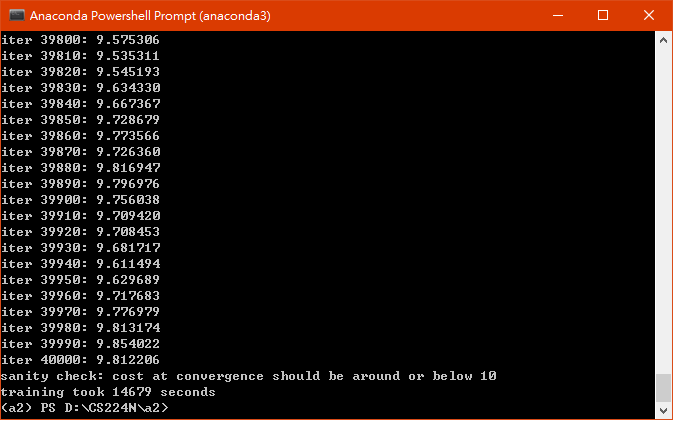 Anaconda Powershell Prompt (anaconda3)
iter 39800: 9.575306
iter 39810: 9.535311
iter 39820: 9.545193
iter 39830: 9.634330
iter 39840: 9.667367
iter 39850: 9.728679
iter 39860: 9.773566
iter 39870: 9.726360
iter 39880: 9.816947
iter 39890: 9.796976
iter 39900: 9.756038
iter 39910: 9.709420
iter 39920: 9.708453
iter 39930: 9.681717
iter 39940: 9.611494
iter 39950: 9.629689
iter 39960: 9.717683
iter 39970: 9.776979
iter 39980: 9.813174
iter 39990: 9.854022
iter 40000: 9.812206
sanity check: cost at convergence should be around or below 10
training took 14679 seconds
(a2) PS D:\CS224N\a2>